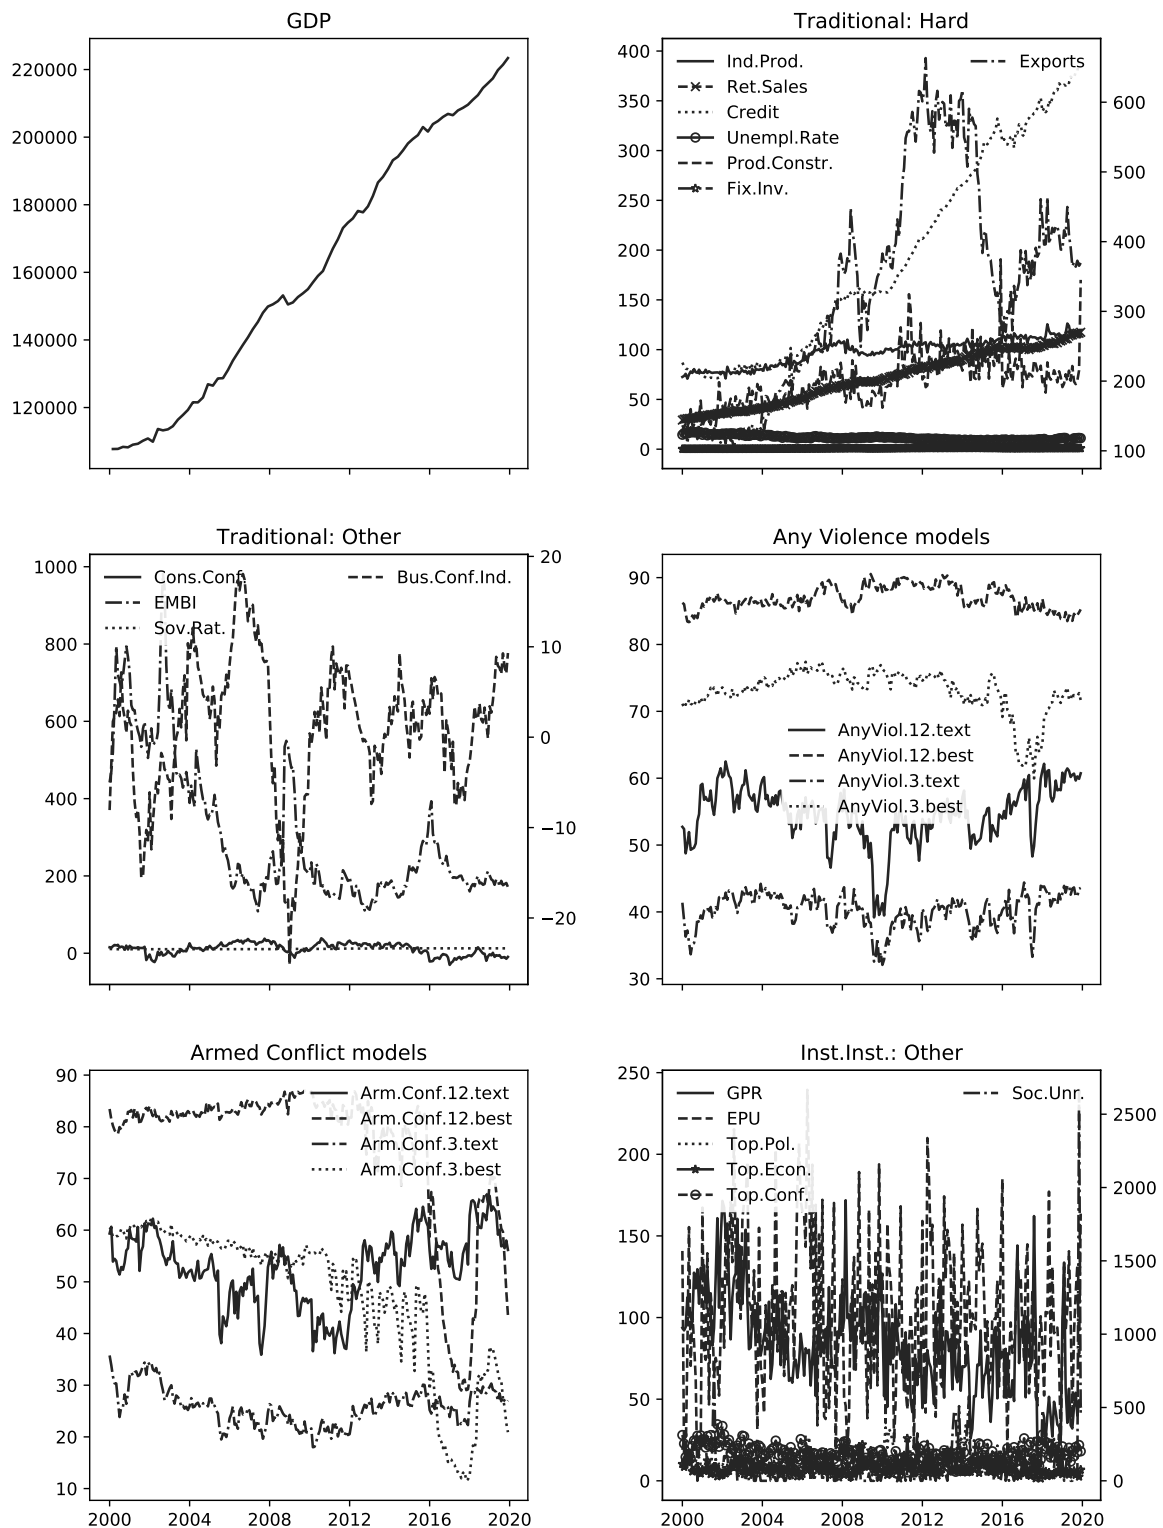 GDP
220000
200000
180000
160000
140000
120000
Traditional: Hard
400
350
300
250
200
150
100
50
0
Ind.Prod.
Ret.Sales
Credit
Unempl.Rate
Prod.Constr.
Fix.Inv.
Exports
600
500
400
300
200
100
Traditional: Other
1000
800
600
400
200
0
Cons.Conf.
EMBI
Sov.Rat.
Bus.Conf.Ind.
20
10
0
−10
−20
Any Violence models
90
80
70
60
50
40
30
AnyViol.12.text
AnyViol.12.best
AnyViol.3.text
AnyViol.3.best
Armed Conflict models
90
80
70
60
50
40
30
20
10
Arm.Conf.12.text
Arm.Conf.12.best
Arm.Conf.3.text
Arm.Conf.3.best
2000 2004 2008 2012 2016 2020
Inst.Inst.: Other
250
200
150
100
50
0
GPR
EPU
Top.Pol.
Top.Econ.
Top.Conf.
Soc.Unr.
2500
2000
1500
1000
500
0
2000 2004 2008 2012 2016 2020